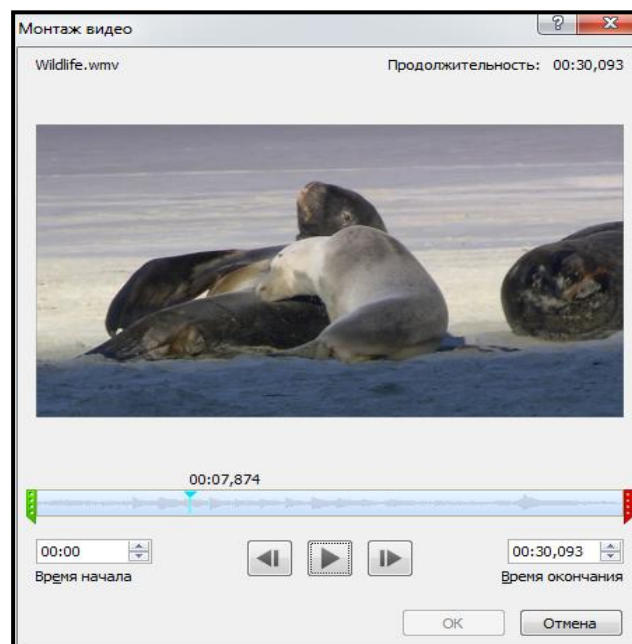 Монтаж видео
Wildlife.wmv
Продолжительность: 00:30,093
00:07,874
00:00
00:30,093
Время начала
Время окончания
ОК
Отмена